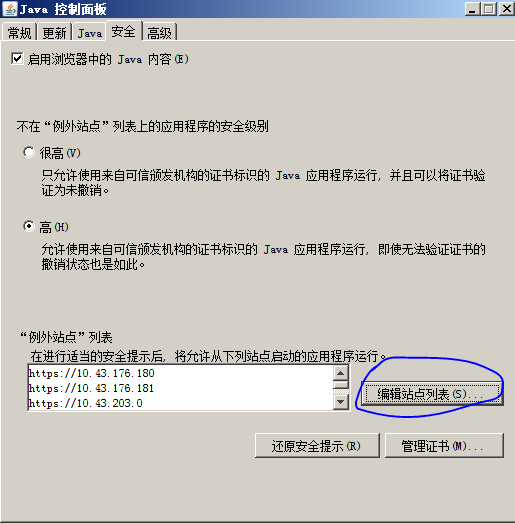 Java 控制面板
常规 更新 Java 安全 高级
启用浏览器中的 Java 内容(E)
不在“例外站点”列表上的应用程序的安全级别
很高(V)
只允许使用来自可信颁发机构的证书标识的 Java 应用程序运行，并且可以将证书验
证为未撤销。
高(H)
允许使用来自可信颁发机构的证书标识的 Java 应用程序运行，即使无法验证证书的
撤销状态也是如此。
“例外站点”列表
在进行适当的安全提示后，将允许从下列站点启动的应用程序运行。
https://10.43.176.180
https://10.43.176.181
https://10.43.203.0
编辑站点列表(S)...
还原安全提示(R) 管理证书(M)...